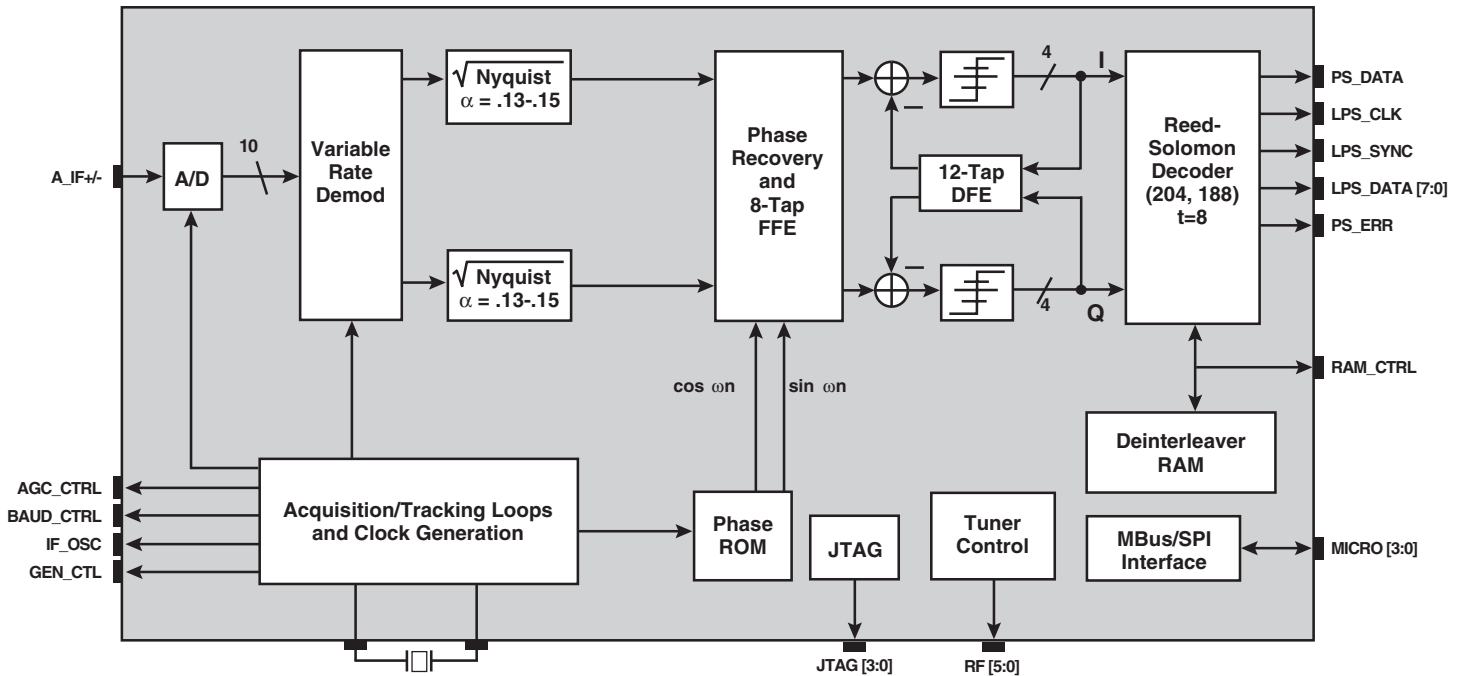 A_IF+/-
A/D
10
Variable
Rate
Demod
√Nyquist
α = .13-.15
√Nyquist
α = .13-.15
Phase
Recovery
and
8-Tap
FFE
cos ωn
sin ωn
–
–
12-Tap
DFE
4
I
4
Q
Reed-
Solomon
Decoder
(204, 188)
t=8
PS_DATA
LPS_CLK
LPS_SYNC
LPS_DATA [7:0]
PS_ERR
RAM_CTRL
Deinterleaver
RAM
AGC_CTRL
BAUD_CTRL
IF_OSC
GEN_CTL
Acquisition/Tracking Loops
and Clock Generation
Phase
ROM
JTAG
Tuner
Control
MBus/SPI
Interface
MICRO [3:0]
JTAG [3:0]
RF [5:0]